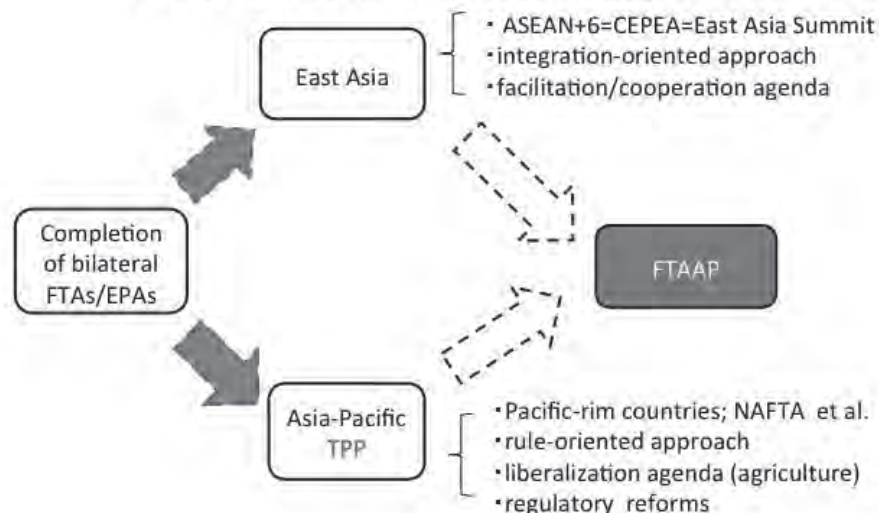 ・ASEAN+6=CEPEA=East Asia Summit
・integration-oriented approach
・facilitation/cooperation agenda
East Asia
Completion
of bilateral
FTAs/EPAs
FTAAP
Asia-Pacific
TPP
・Pacific-rim countries; NAFTA et al.
・rule-oriented approach
・liberalization agenda (agriculture)
・regulatory reforms